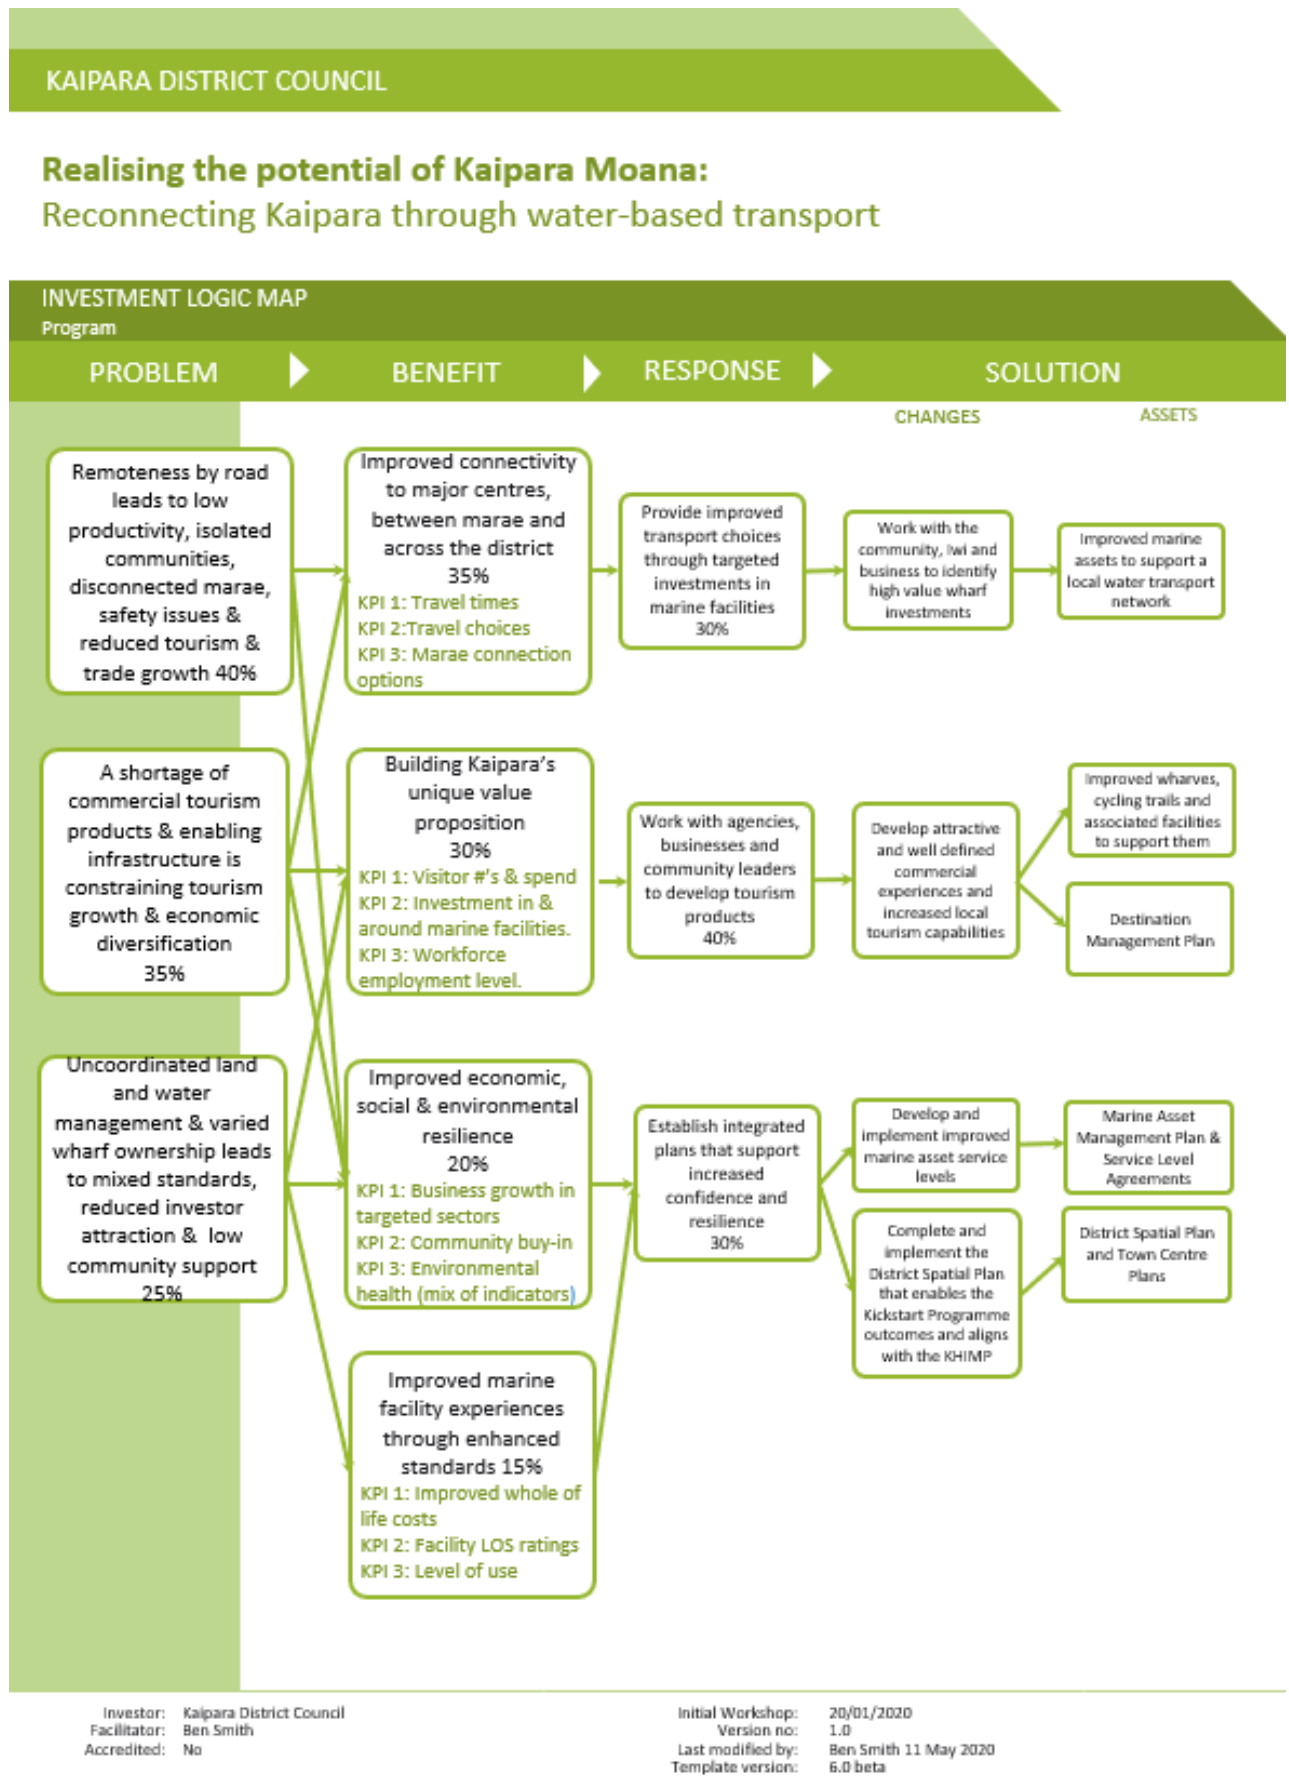 KAIPARA DISTRICT COUNCIL
Realising the potential of Kaipara Moana:
Reconnecting Kaipara through water-based transport
INVESTMENT LOGIC MAP
Program
PROBLEM
BENEFIT
RESPONSE
SOLUTION
CHANGES
ASSETS
Remoteness by road
leads to low
productivity, isolated
communities,
disconnected marae,
safety issues &
reduced tourism &
trade growth 40%
Improved connectivity
to major centres,
between marae and
across the district
35%
KPI 1: Travel times
KPI 2:Travel choices
KPI 3: Marae connection
options
Provide improved
transport choices
through targeted
investments in
marine facilities
30%
Work with the
community, Iwi and
business to identify
high value wharf
investments
Improved marine
assets to support a
local water transport
network
A shortage of
commercial tourism
products & enabling
infrastructure is
constraining tourism
growth & economic
diversification
35%
Building Kaipara's
unique value
proposition
30%
KPI 1: Visitor #'s & spend
KPI 2: Investment in &
around marine facilities.
KPI 3: Workforce
employment level.
Work with agencies,
businesses and
community leaders
to develop tourism
products
40%
Develop attractive
and well defined
commercial
experiences and
increased local
tourism capabilities
Improved wharves,
cycling trails and
associated facilities
to support them
Destination
Management Plan
Uncoordinated land
and water
management & varied
wharf ownership leads
to mixed standards,
reduced investor
attraction & low
community support
25%
Improved economic,
social & environmental
resilience
20%
KPI 1: Business growth in
targeted sectors
KPI 2: Community buy-in
KPI 3: Environmental
health (mix of indicators)
Establish integrated
plans that support
increased
confidence and
resilience
30%
Develop and
implement improved
marine asset service
levels
Marine Asset
Management Plan &
Service Level
Agreements
Complete and
implement the
District Spatial Plan
that enables the
Kickstart Programme
outcomes and aligns
with the KHIMP
District Spatial Plan
and Town Centre
Plans
Improved marine
facility experiences
through enhanced
standards 15%
KPI 1: Improved whole of
life costs
KPI 2: Facility LOS ratings
KPI 3: Level of use
Investor: Kaipara District Council
Facilitator: Ben Smith
Accredited: No
Initial Workshop: 20/01/2020
Version no: 1.0
Last modified by: Ben Smith 11 May 2020
Template version: 6.0 beta